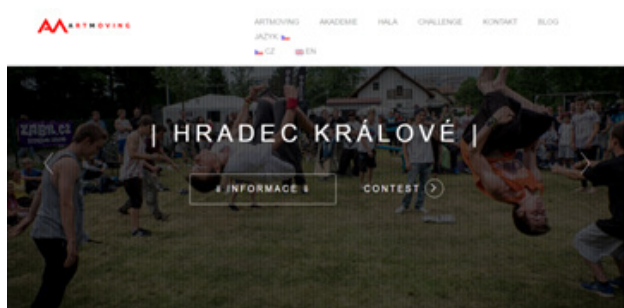 ARTMOVING
ARTMOVING AKADEMIE HALA CHALLENGE KONTAKT BLOG
JAZYK:
CZ EN
| HRADEC KRÁLOVÉ |
INFORMACE CONTEST